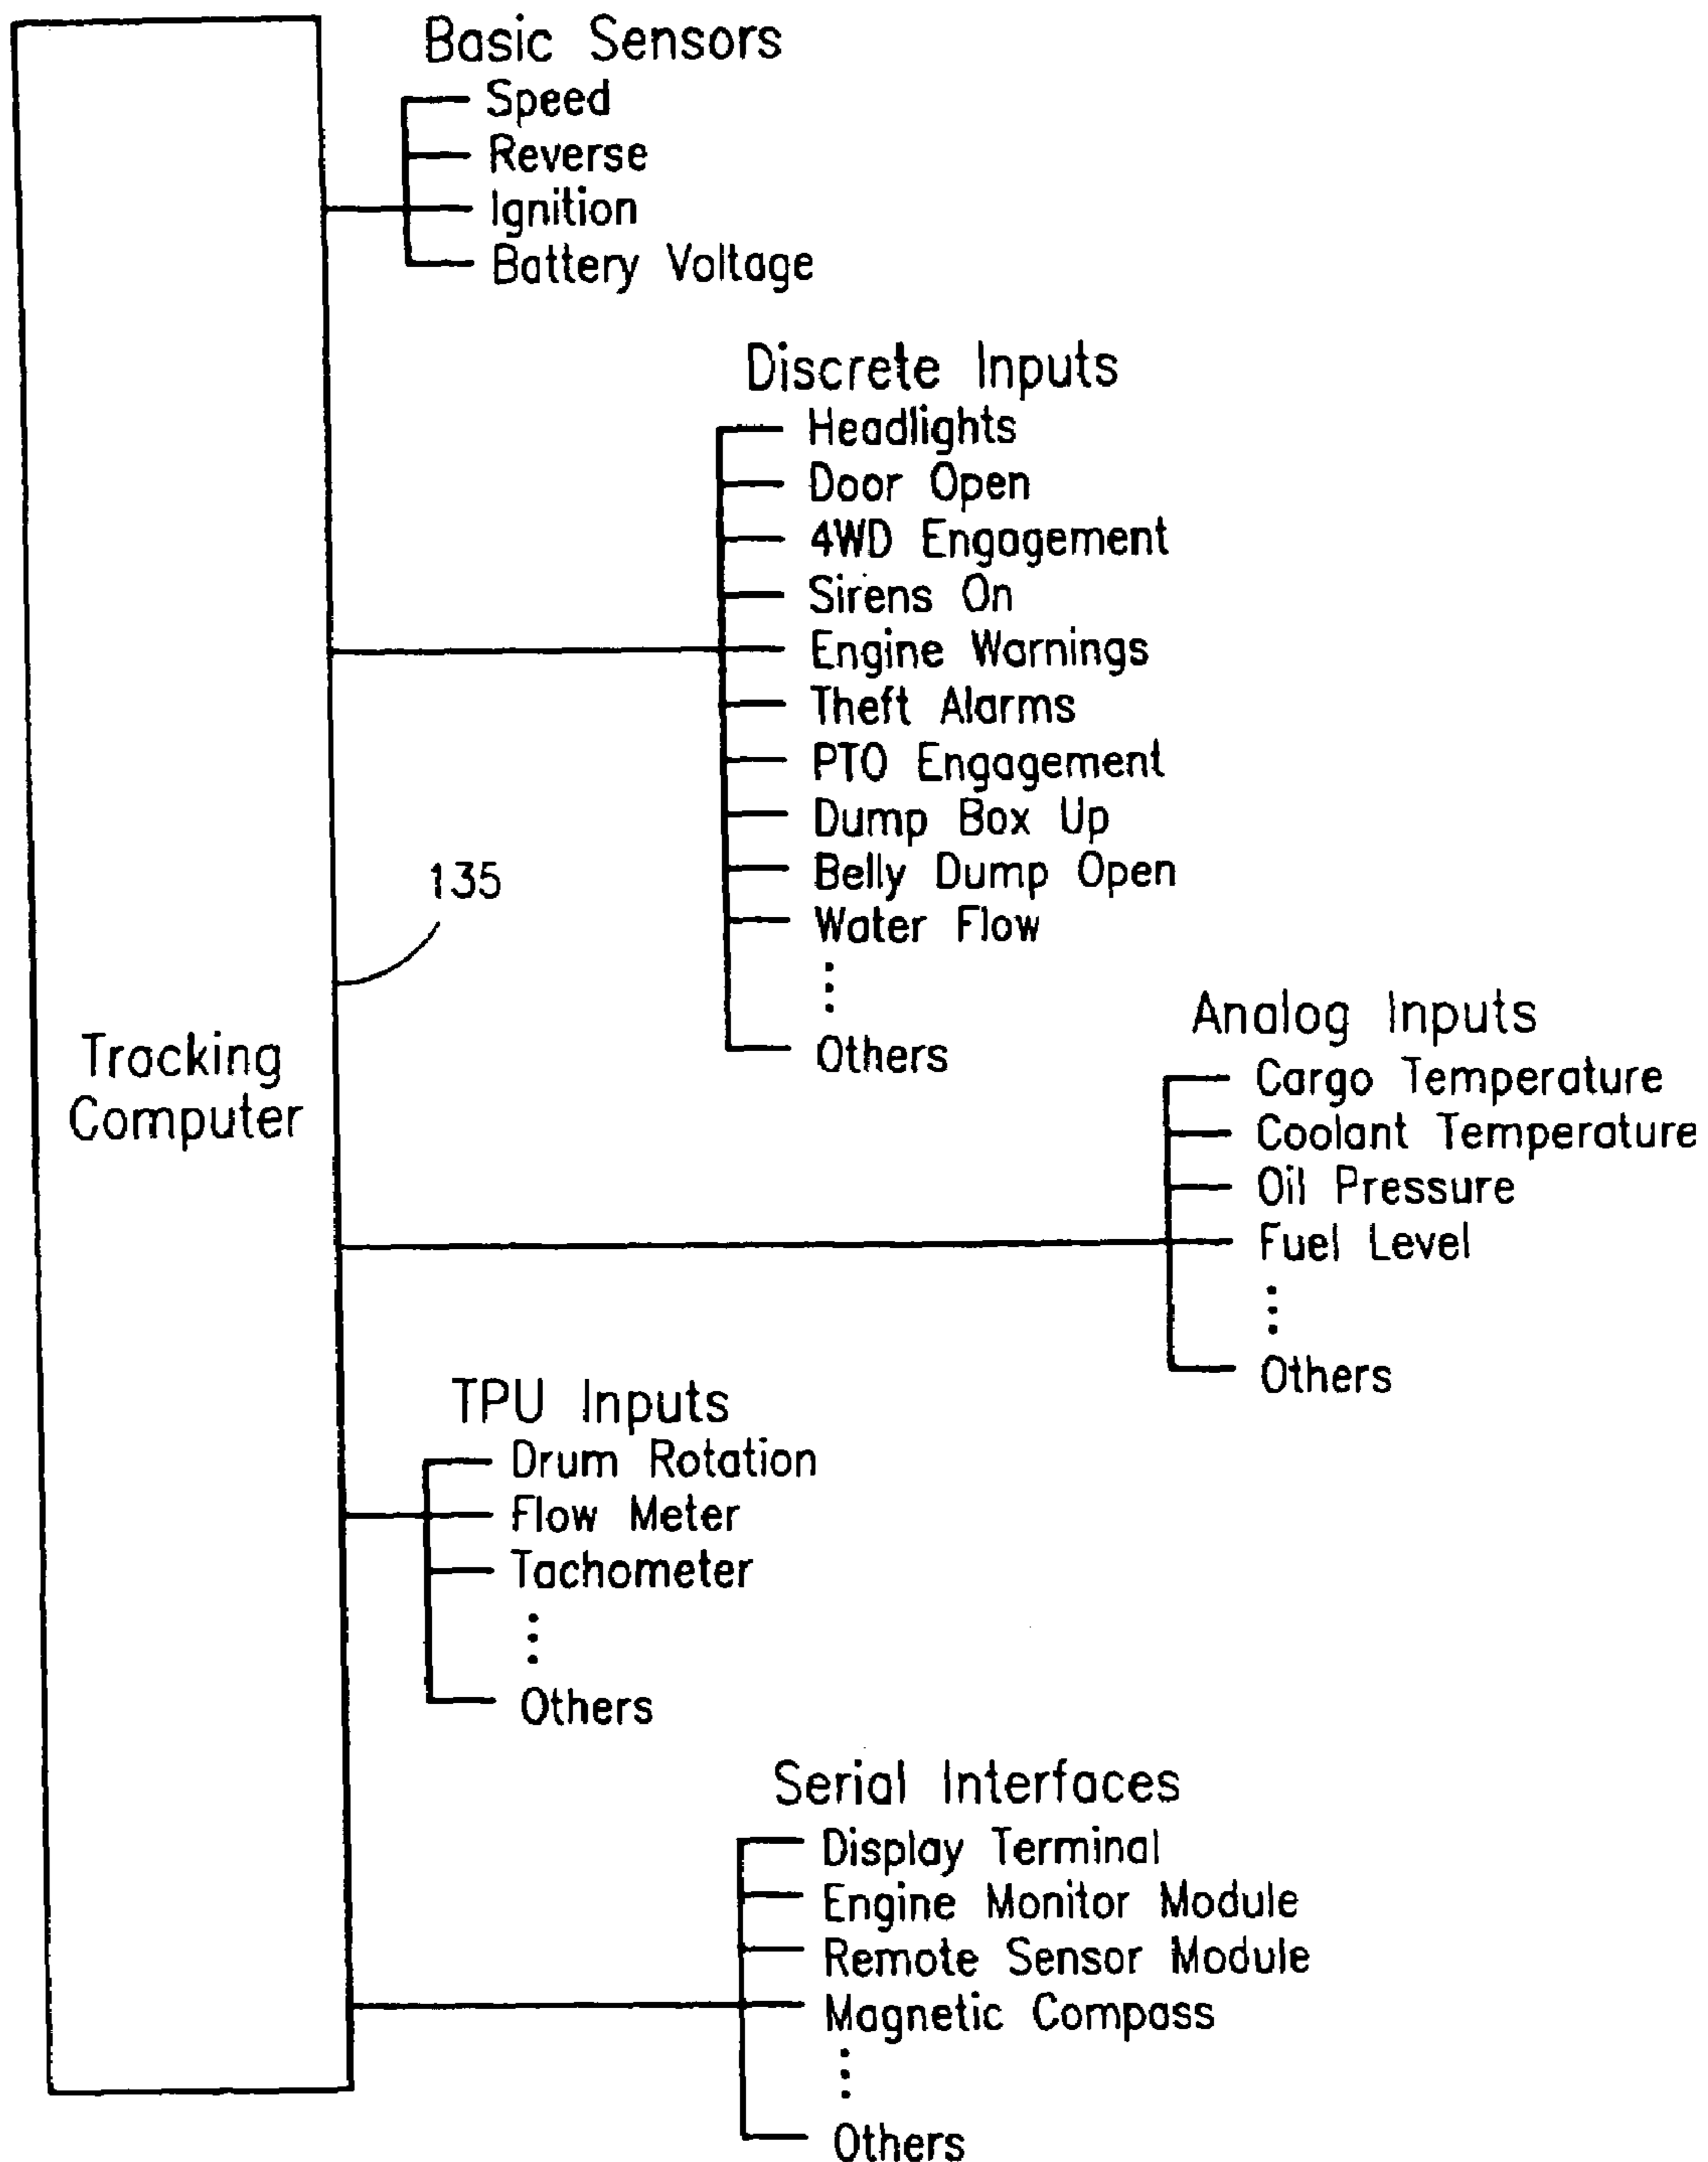 Basic Sensors
Speed
Reverse
Ignition
Battery Voltage
Discrete Inputs
Headlights
Door Open
4WD Engagement
Sirens On
Engine Warnings
Theft Alarms
PTO Engagement
Dump Box Up
Belly Dump Open
Water Flow
Others
135
Tracking
Computer
Analog Inputs
Cargo Temperature
Coolant Temperature
Oil Pressure
Fuel Level
Others
TPU Inputs
Drum Rotation
Flow Meter
Tachometer
Others
Serial Interfaces
Display Terminal
Engine Monitor Module
Remote Sensor Module
Magnetic Compass
Others